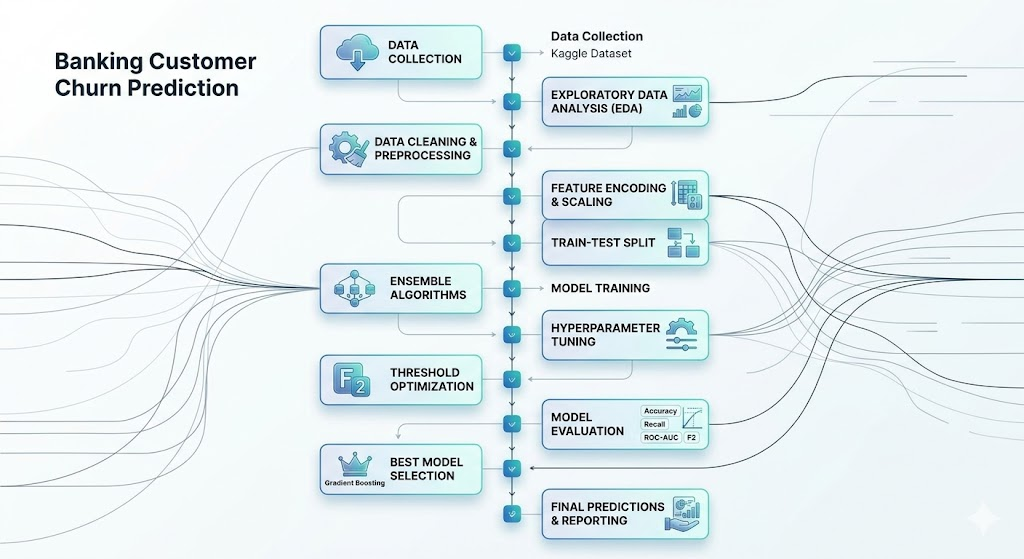 Banking Customer
Churn Prediction
DATA
COLLECTION
Data Collection
Kaggle Dataset
EXPLORATORY DATA
ANALYSIS (EDA)
DATA CLEANING &
PREPROCESSING
FEATURE ENCODING
& SCALING
TRAIN-TEST SPLIT
ENSEMBLE
ALGORITHMS
MODEL TRAINING
HYPERPARAMETER
TUNING
F2
THRESHOLD
OPTIMIZATION
MODEL
EVALUATION
Accuracy
Recall
ROC-AUC
F2
Gradient Boosting
BEST MODEL
SELECTION
FINAL PREDICTIONS
& REPORTING